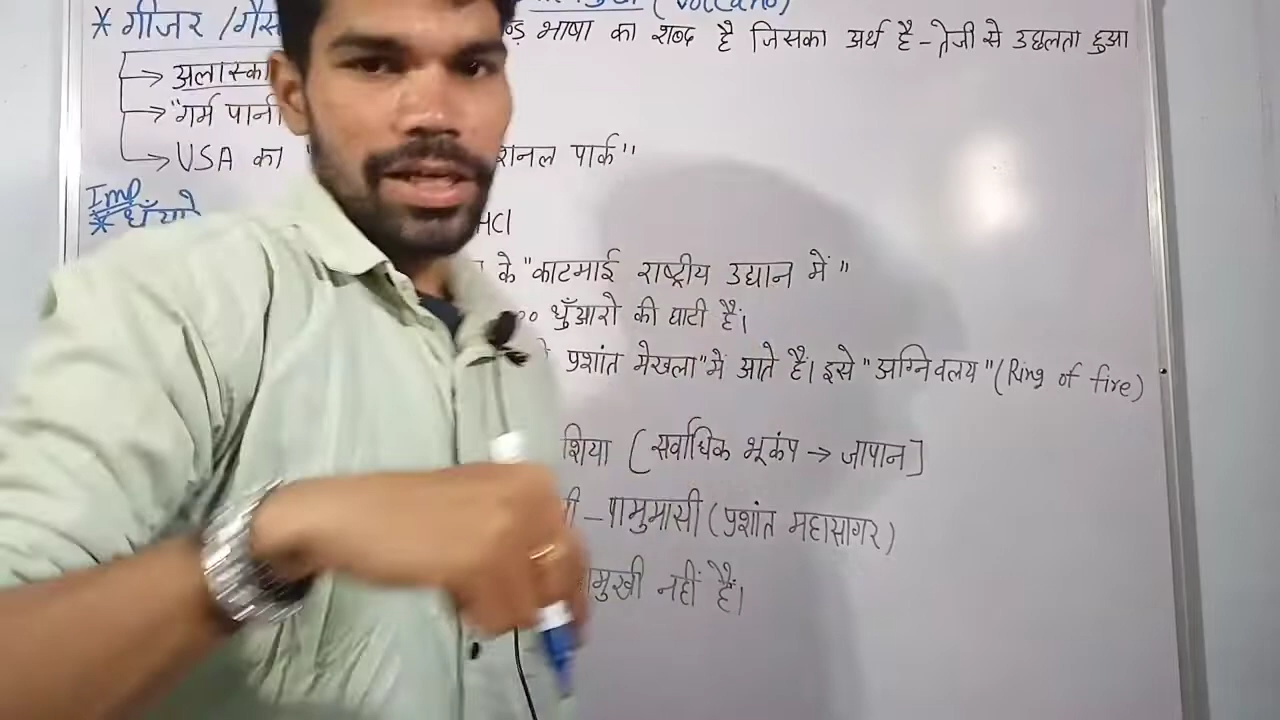 (Volcano)
* गीजर / गैस ड़ भाषा का शब्द है जिसका अर्थ है - तेजी से उछलता हुआ
→ अलास्का
→ "गर्म पानी
→ USA का " शनल पार्क"
Imp
* धुँयारे HCl
के "काटमाई राष्ट्रीय उद्यान में"
धुँआरो की घाटी हैं।
प्रशांत मेखला" में आते हैं। इसे "अग्निवलय" (Ring of fire)
शिया [सर्वाधिक भूकंप → जापान]
- पामुमासी (प्रशांत महासागर)
मुखी नहीं हैं।